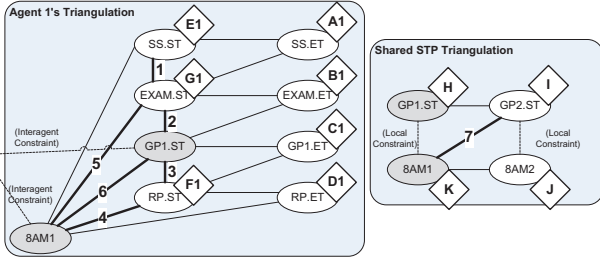 Agent 1's Triangulation
E1
A1
SS.ST
SS.ET
1
G1
B1
EXAM.ST
EXAM.ET
2
C1
(Interagent
Constraint)
GP1.ST
GP1.ET
5
3
F1
D1
6
RP.ST
RP.ET
4
(Interagent
Constraint)
8AM1
Shared STP Triangulation
H
I
GP1.ST
GP2.ST
(Local
Constraint)
7
(Local
Constraint)
8AM1
8AM2
K
J